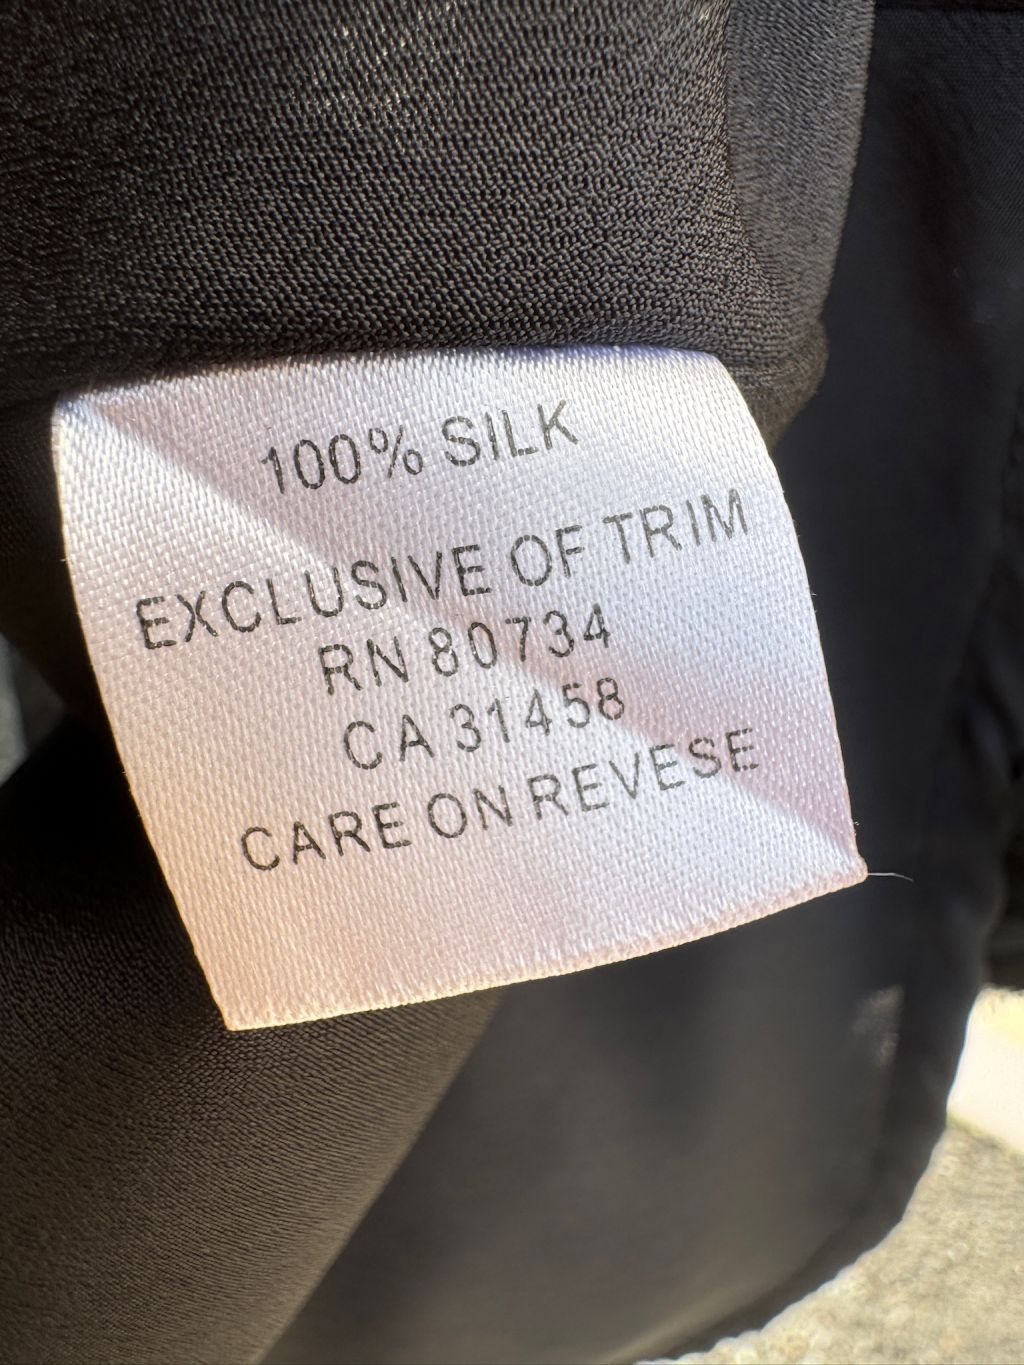 100% SILK
EXCLUSIVE OF TRIM
RN 80734
CA 31458
CARE ON REVESE